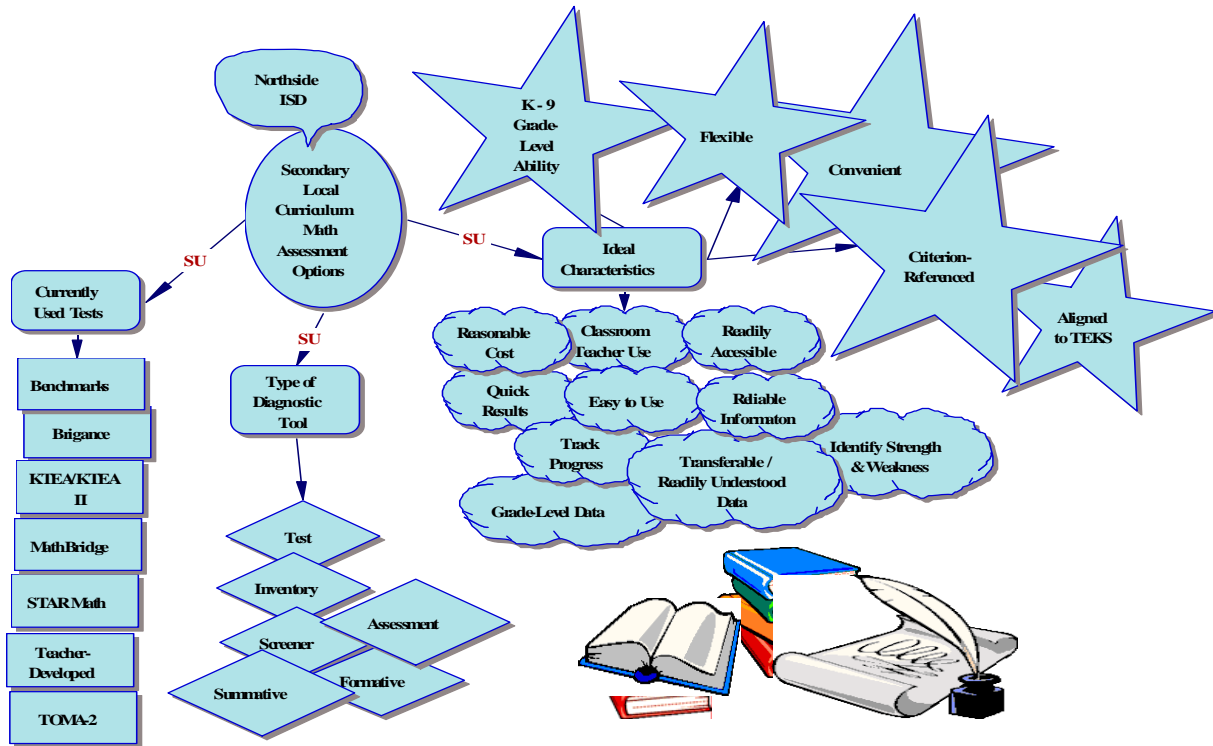 Northside
ISD
Secondary
Local
Curriculum
Math
Assessment
Options
SU
SU
SU
Currently
Used Tests
Benchmarks
Brigance
KTEA/KTEA
II
MathBridge
STAR Math
Teacher-
Developed
TOMA-2
Type of
Diagnostic
Tool
Test
Inventory
Screener
Assessment
Summative
Formative
Ideal
Characteristics
K - 9
Grade-
Level
Ability
Flexible
Convenient
Criterion-
Referenced
Aligned
to TEKS
Reasonable
Cost
Classroom
Teacher Use
Readily
Accessible
Quick
Results
Easy to Use
Reliable
Informaton
Track
Progress
Transferable /
Readily Understood
Data
Identify Strength
& Weakness
Grade-Level Data